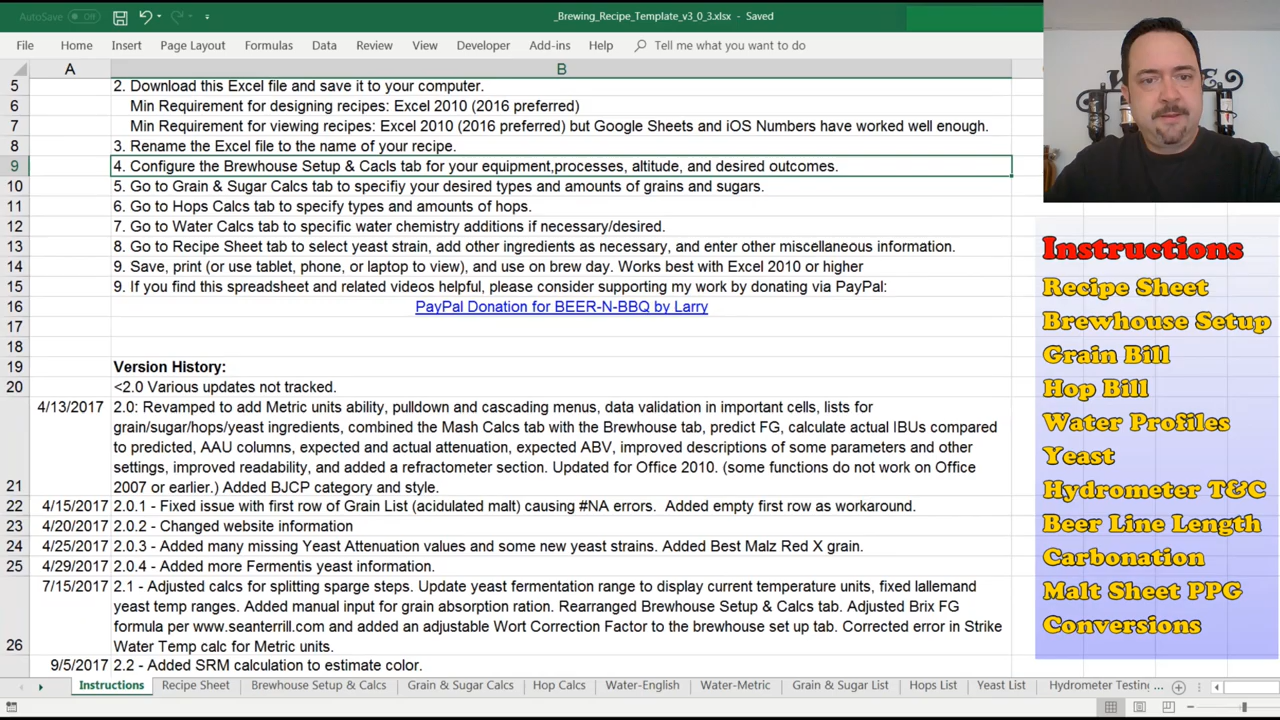 AutoSave Off
_Brewing_Recipe_Template_v3_0_3.xlsx - Saved
File Home Insert Page Layout Formulas Data Review View Developer Add-ins Help Tell me what you want to do
A B
5 2. Download this Excel file and save it to your computer.
6 Min Requirement for designing recipes: Excel 2010 (2016 preferred)
7 Min Requirement for viewing recipes: Excel 2010 (2016 preferred) but Google Sheets and iOS Numbers have worked well enough.
8 3. Rename the Excel file to the name of your recipe.
9 4. Configure the Brewhouse Setup & Cacls tab for your equipment,processes, altitude, and desired outcomes.
10 5. Go to Grain & Sugar Calcs tab to specifiy your desired types and amounts of grains and sugars.
11 6. Go to Hops Calcs tab to specify types and amounts of hops.
12 7. Go to Water Calcs tab to specific water chemistry additions if necessary/desired.
13 8. Go to Recipe Sheet tab to select yeast strain, add other ingredients as necessary, and enter other miscellaneous information.
14 9. Save, print (or use tablet, phone, or laptop to view), and use on brew day. Works best with Excel 2010 or higher
15 9. If you find this spreadsheet and related videos helpful, please consider supporting my work by donating via PayPal:
16 PayPal Donation for BEER-N-BBQ by Larry
17
18
19 Version History:
20 <2.0 Various updates not tracked.
4/13/2017 2.0: Revamped to add Metric units ability, pulldown and cascading menus, data validation in important cells, lists for
grain/sugar/hops/yeast ingredients, combined the Mash Calcs tab with the Brewhouse tab, predict FG, calculate actual IBUs compared
to predicted, AAU columns, expected and actual attenuation, expected ABV, improved descriptions of some parameters and other
settings, improved readability, and added a refractometer section. Updated for Office 2010. (some functions do not work on Office
21 2007 or earlier.) Added BJCP category and style.
22 4/15/2017 2.0.1 - Fixed issue with first row of Grain List (acidulated malt) causing #NA errors. Added empty first row as workaround.
23 4/20/2017 2.0.2 - Changed website information
24 4/25/2017 2.0.3 - Added many missing Yeast Attenuation values and some new yeast strains. Added Best Malz Red X grain.
25 4/29/2017 2.0.4 - Added more Fermentis yeast information.
7/15/2017 2.1 - Adjusted calcs for splitting sparge steps. Update yeast fermentation range to display current temperature units, fixed lallemand
yeast temp ranges. Added manual input for grain absorption ration. Rearranged Brewhouse Setup & Calcs tab. Adjusted Brix FG
formula per www.seanterrill.com and added an adjustable Wort Correction Factor to the brewhouse set up tab. Corrected error in Strike
26 Water Temp calc for Metric units.
9/5/2017 2.2 - Added SRM calculation to estimate color.
Instructions Recipe Sheet Brewhouse Setup & Calcs Grain & Sugar Calcs Hop Calcs Water-English Water-Metric Grain & Sugar List Hops List Yeast List Hydrometer Testing ...
Instructions
Recipe Sheet
Brewhouse Setup
Grain Bill
Hop Bill
Water Profiles
Yeast
Hydrometer T&C
Beer Line Length
Carbonation
Malt Sheet PPG
Conversions